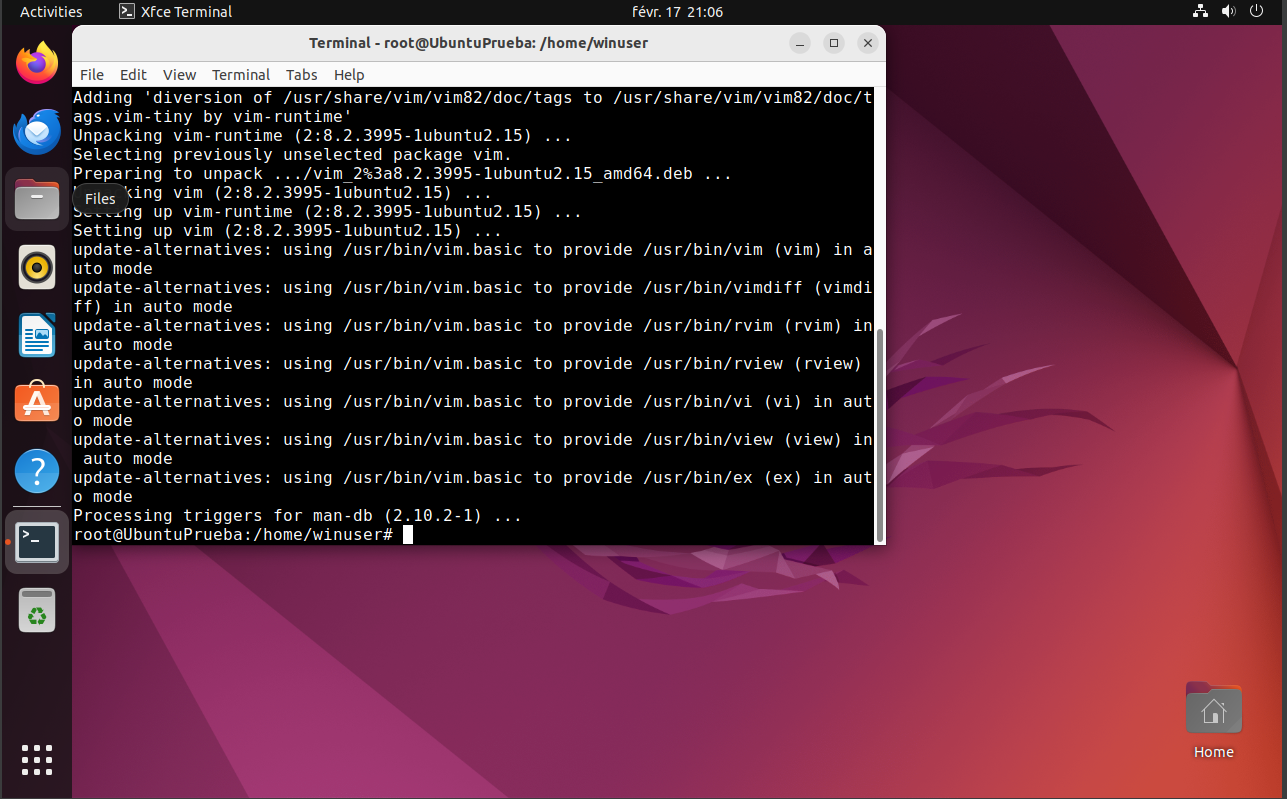 Activities
Xfce Terminal
févr. 17 21:06
Terminal - root@UbuntuPrueba: /home/winuser
File Edit View Terminal Tabs Help
Adding 'diversion of /usr/share/vim/vim82/doc/tags to /usr/share/vim/vim82/doc/t
ags.vim-tiny by vim-runtime'
Unpacking vim-runtime (2:8.2.3995-1ubuntu2.15) ...
Selecting previously unselected package vim.
Preparing to unpack .../vim_2%3a8.2.3995-1ubuntu2.15_amd64.deb ...
king vim (2:8.2.3995-1ubuntu2.15) ...
Files
Setting up vim-runtime (2:8.2.3995-1ubuntu2.15) ...
Setting up vim (2:8.2.3995-1ubuntu2.15) ...
update-alternatives: using /usr/bin/vim.basic to provide /usr/bin/vim (vim) in a
uto mode
update-alternatives: using /usr/bin/vim.basic to provide /usr/bin/vimdiff (vimdi
ff) in auto mode
update-alternatives: using /usr/bin/vim.basic to provide /usr/bin/rvim (rvim) in
 auto mode
update-alternatives: using /usr/bin/vim.basic to provide /usr/bin/rview (rview)
in auto mode
update-alternatives: using /usr/bin/vim.basic to provide /usr/bin/vi (vi) in aut
o mode
update-alternatives: using /usr/bin/vim.basic to provide /usr/bin/view (view) in
 auto mode
update-alternatives: using /usr/bin/vim.basic to provide /usr/bin/ex (ex) in aut
o mode
Processing triggers for man-db (2.10.2-1) ...
root@UbuntuPrueba:/home/winuser#
Home